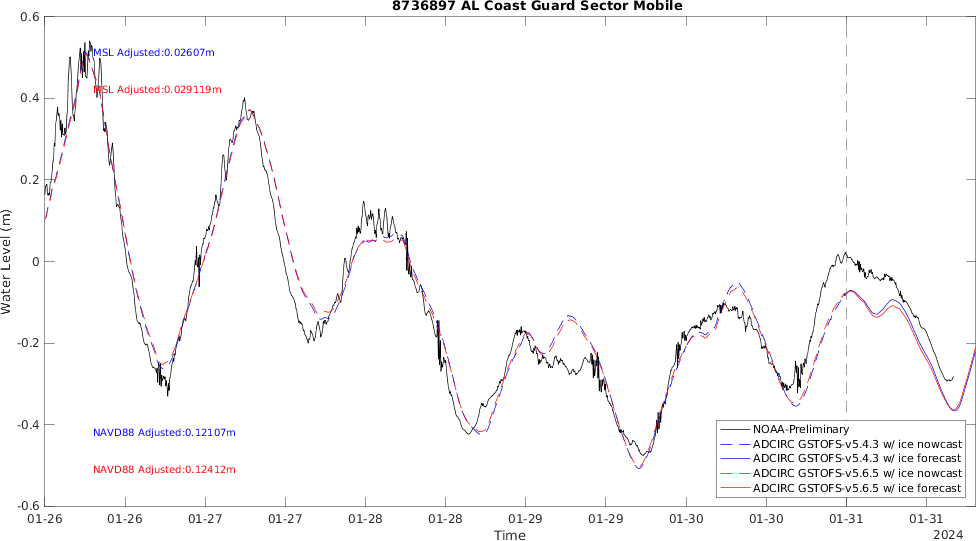 8736897 AL Coast Guard Sector Mobile
0.6
0.4
0.2
0
-0.2
-0.4
-0.6
Water Level (m)
MSL Adjusted:0.02607m
MSL Adjusted:0.029119m
NAVD88 Adjusted:0.12107m
NAVD88 Adjusted:0.12412m
NOAA-Preliminary
ADCIRC GSTOFS-v5.4.3 w/ ice nowcast
ADCIRC GSTOFS-v5.4.3 w/ ice forecast
ADCIRC GSTOFS-v5.6.5 w/ ice nowcast
ADCIRC GSTOFS-v5.6.5 w/ ice forecast
01-26 01-26 01-27 01-27 01-28 01-28 01-29 01-29 01-30 01-30 01-31 01-31
Time
2024